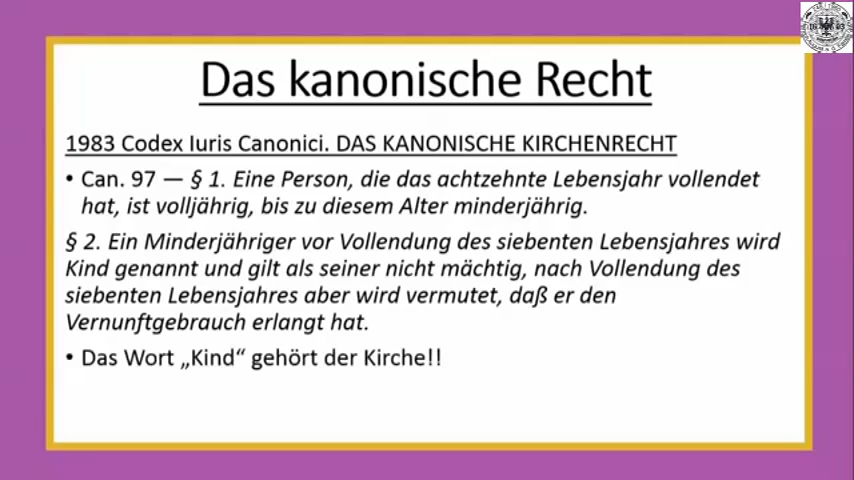 Das kanonische Recht
1983 Codex Iuris Canonici. DAS KANONISCHE KIRCHENRECHT
• Can. 97 — § 1. Eine Person, die das achtzehnte Lebensjahr vollendet
hat, ist volljährig, bis zu diesem Alter minderjährig.
§ 2. Ein Minderjähriger vor Vollendung des siebenten Lebensjahres wird
Kind genannt und gilt als seiner nicht mächtig, nach Vollendung des
siebenten Lebensjahres aber wird vermutet, daß er den
Vernunftgebrauch erlangt hat.
• Das Wort „Kind“ gehört der Kirche!!